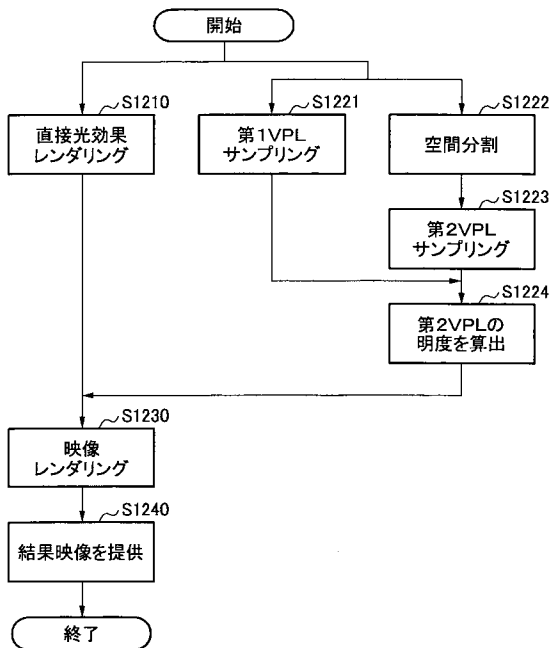 開始
S1210
直接光効果
レンダリング
S1221
第1VPL
サンプリング
S1222
空間分割
S1223
第2VPL
サンプリング
S1224
第2VPLの
明度を算出
S1230
映像
レンダリング
S1240
結果映像を提供
終了